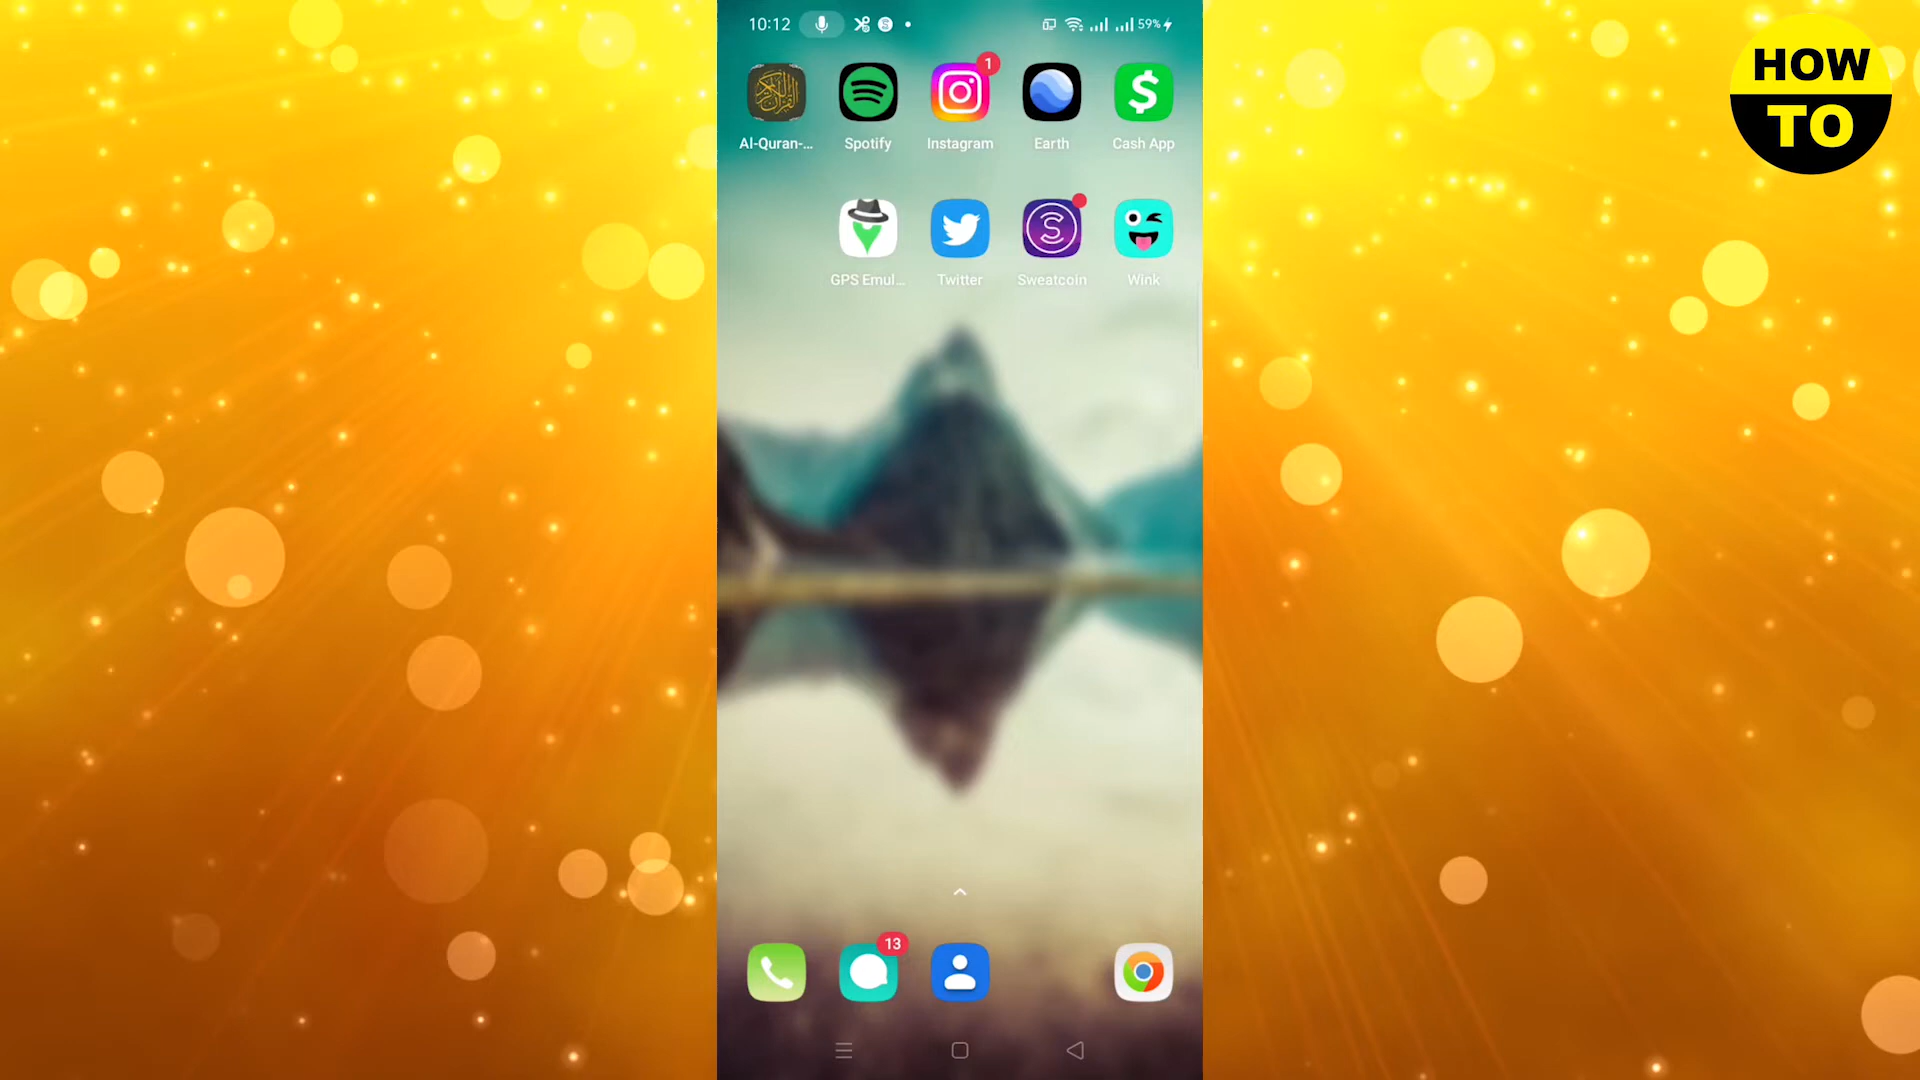 10:12
59%
HOW
TO
1
Al-Quran-...
Spotify
Instagram
Earth
Cash App
GPS Emul...
Twitter
Sweatcoin
Wink
13